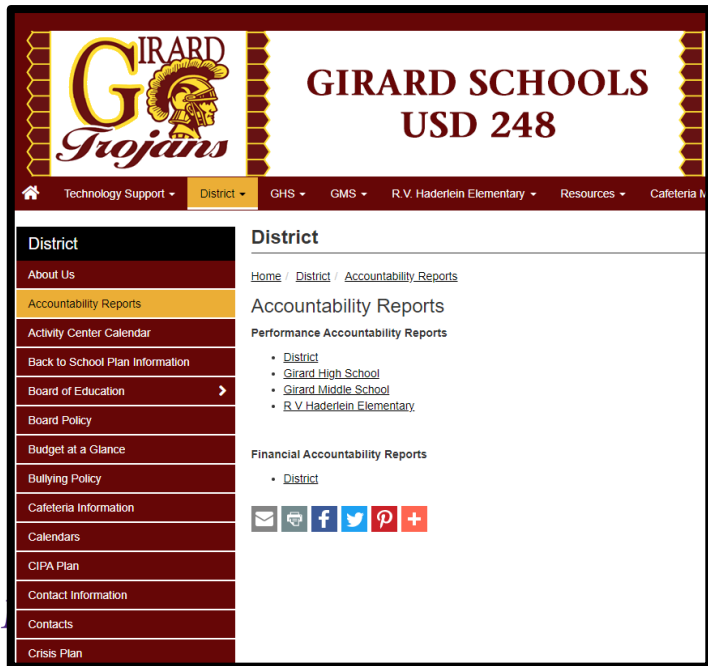 GIRARD
Trojans
GIRARD SCHOOLS
USD 248
Technology Support
District
GHS
GMS
R.V. Haderlein Elementary
Resources
Cafeteria
District
About Us
Accountability Reports
Activity Center Calendar
Back to School Plan Information
Board of Education
Board Policy
Budget at a Glance
Bullying Policy
Cafeteria Information
Calendars
CIPA Plan
Contact Information
Contacts
Crisis Plan
District
Home / District / Accountability Reports
Accountability Reports
Performance Accountability Reports
District
Girard High School
Girard Middle School
R V Haderlein Elementary
Financial Accountability Reports
District